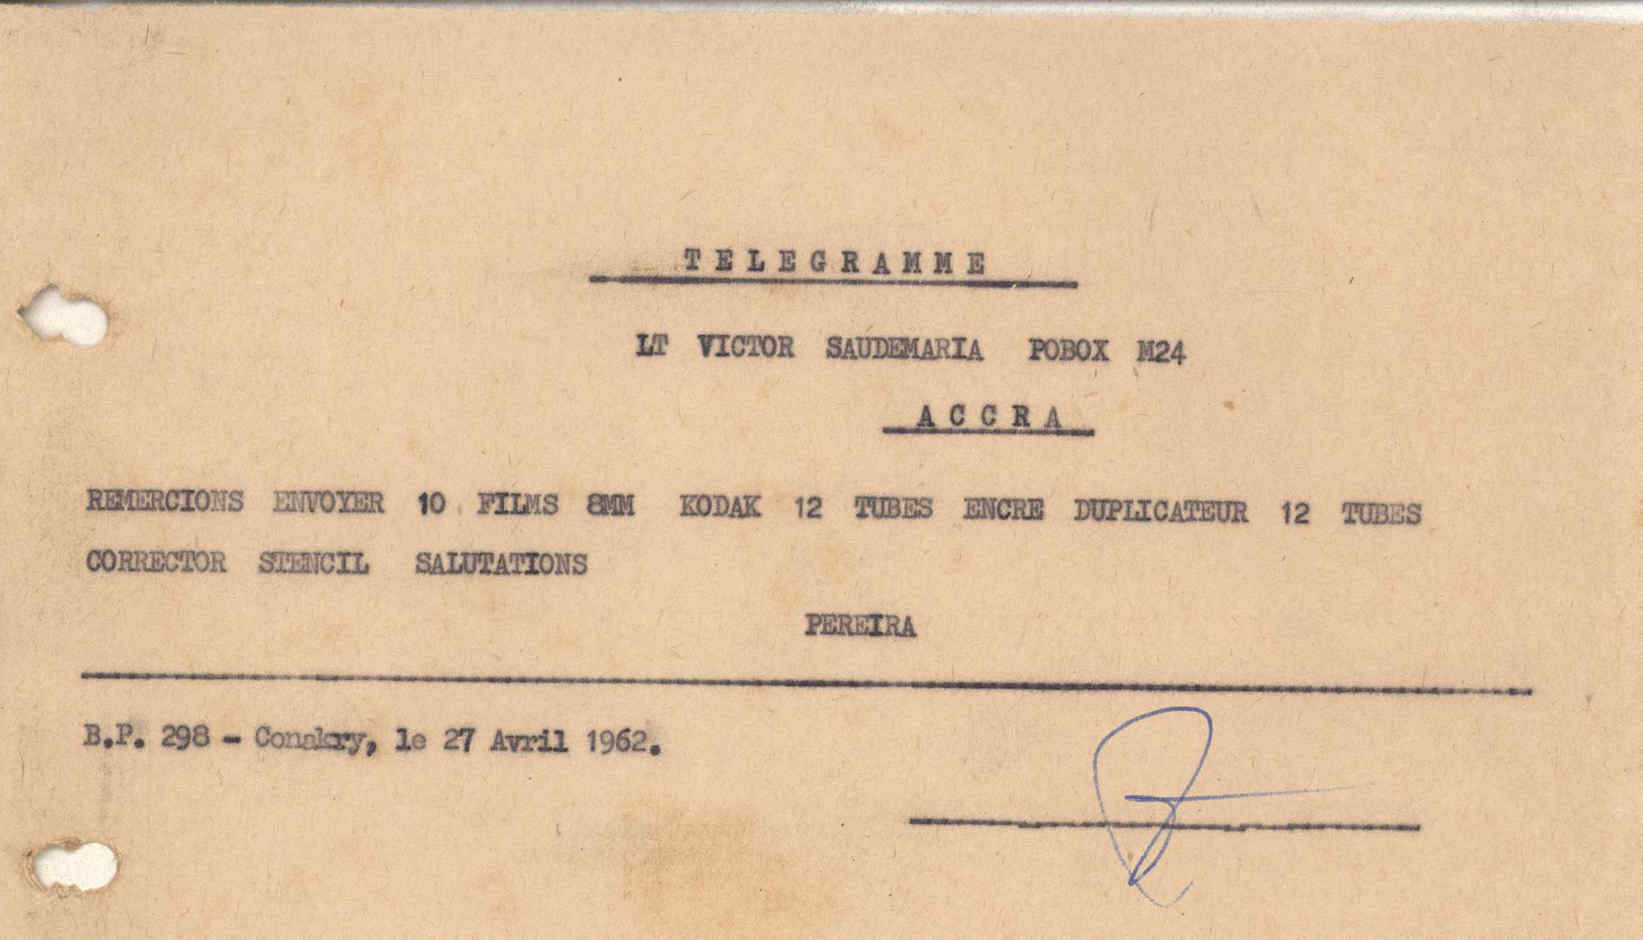 TELEGRAMME
LT VICTOR SAUDEMARIA POBOX M24
ACCRA
REMERCIONS ENVOYER 10 FILMS 8MM KODAK 12 TUBES ENCRE DUPLICATEUR 12 TUBES
CORRECTOR STENCIL SALUTATIONS
PEREIRA
B.P. 298 - Conakry, le 27 Avril 1962.